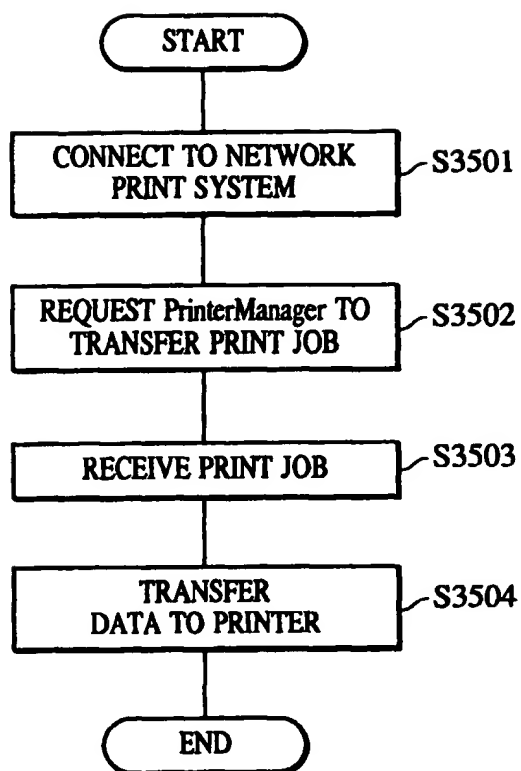 START
CONNECT TO NETWORK
PRINT SYSTEM
S3501
REQUEST PrinterManager TO
TRANSFER PRINT JOB
S3502
RECEIVE PRINT JOB
S3503
TRANSFER
DATA TO PRINTER
S3504
END